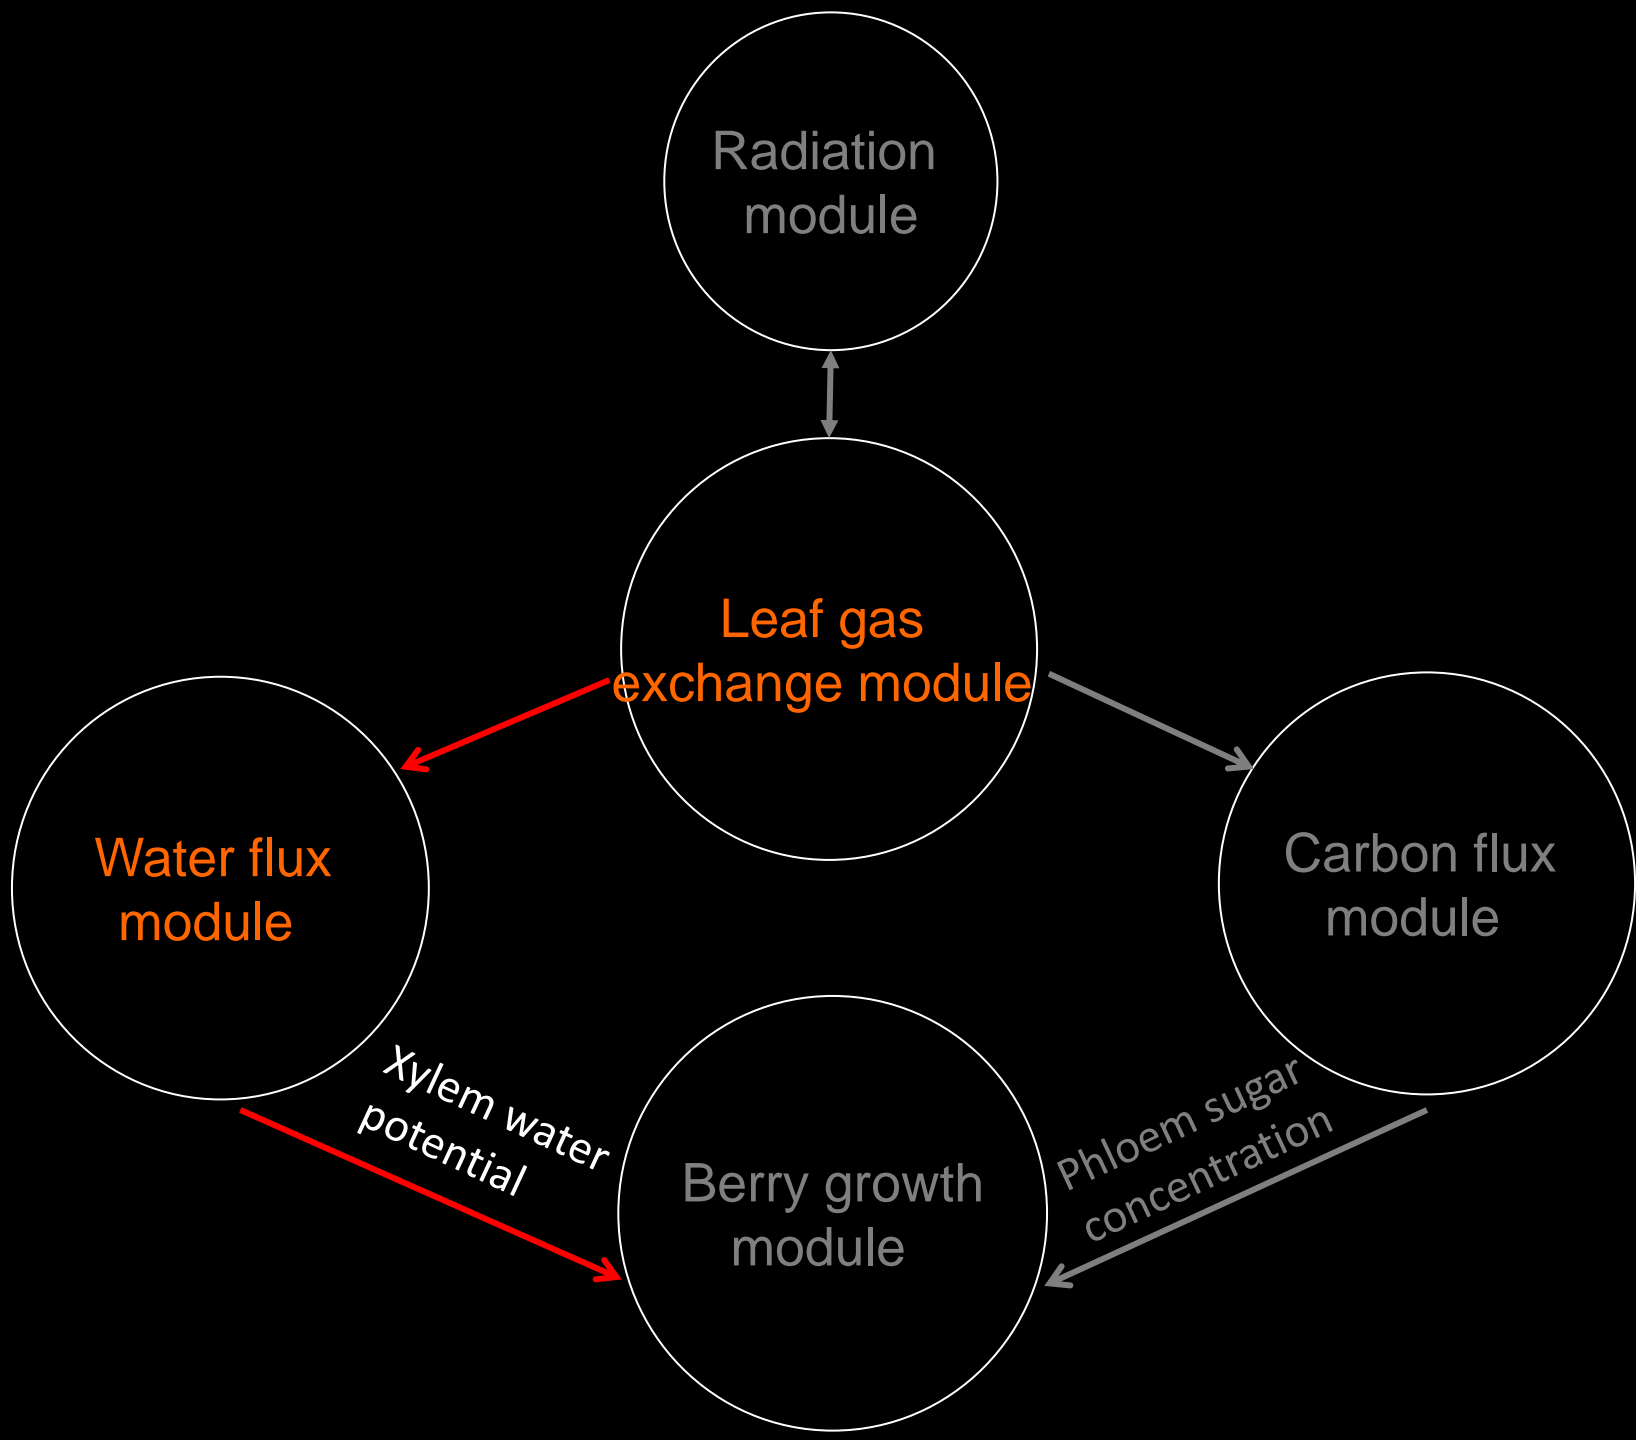 Radiation
module
Leaf gas
exchange module
Water flux
module
Carbon flux
module
Xylem water
potential
Phloem sugar
concentration
Berry growth
module